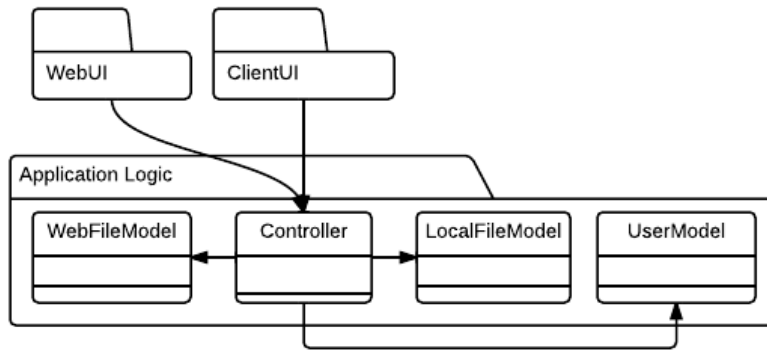 WebUI
ClientUI
Application Logic
WebFileModel
Controller
LocalFileModel
UserModel